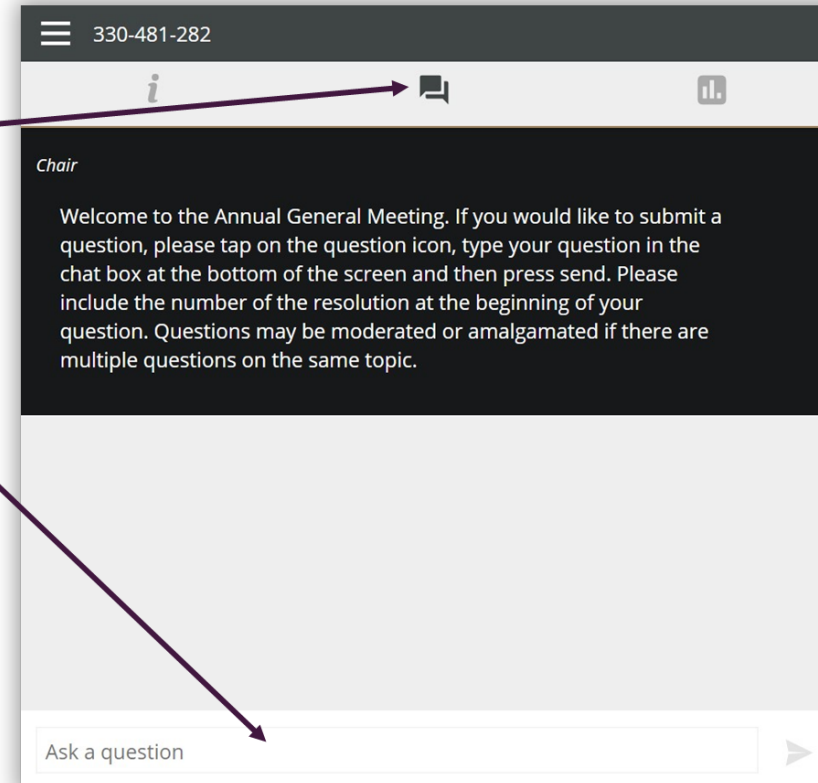 330-481-282
i
Chair
Welcome to the Annual General Meeting. If you would like to submit a
question, please tap on the question icon, type your question in the
chat box at the bottom of the screen and then press send. Please
include the number of the resolution at the beginning of your
question. Questions may be moderated or amalgamated if there are
multiple questions on the same topic.
Ask a question